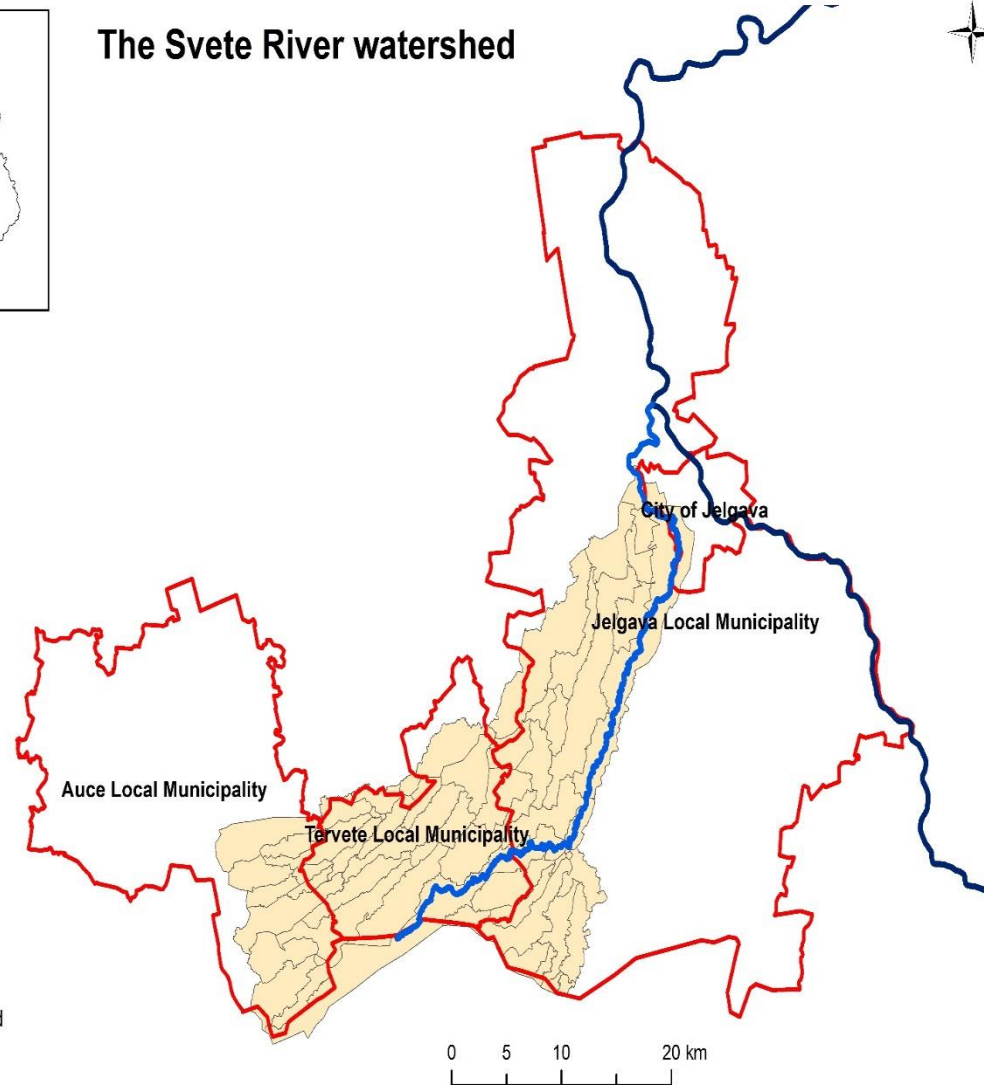 The Svete River watershed
City of Jelgava
Jelgava Local Municipality
Auce Local Municipality
Tervete Local Municipality
0 5 10 20 km